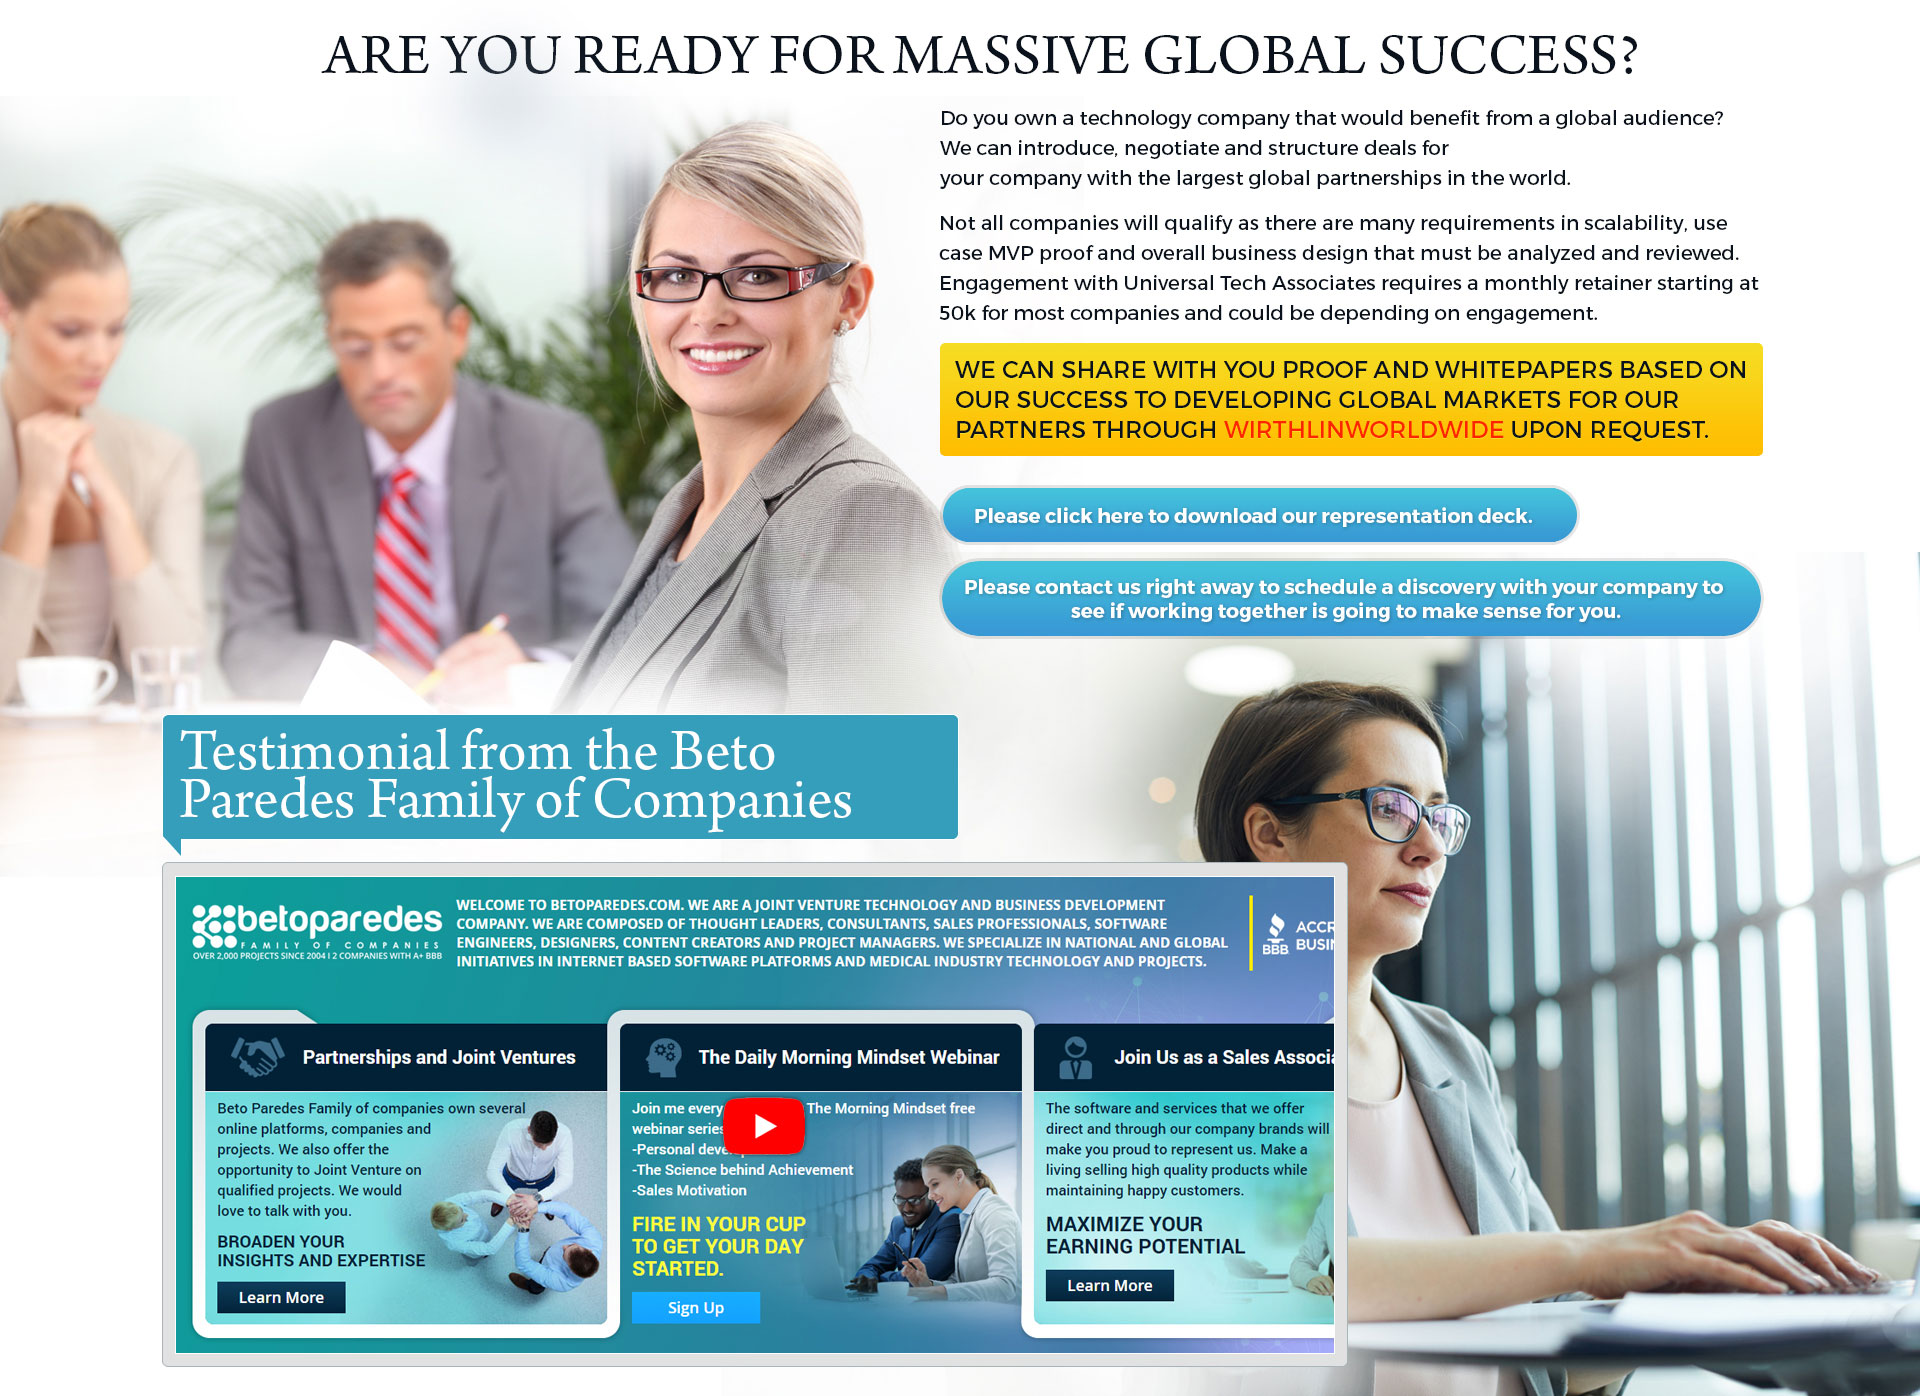 ARE YOU READY FOR MASSIVE GLOBAL SUCCESS?
Do you own a technology company that would benefit from a global audience?
We can introduce, negotiate and structure deals for
your company with the largest global partnerships in the world.
Not all companies will qualify as there are many requirements in scalability, use
case MVP proof and overall business design that must be analyzed and reviewed.
Engagement with Universal Tech Associates requires a monthly retainer starting at
50k for most companies and could be depending on engagement.
WE CAN SHARE WITH YOU PROOF AND WHITEPAPERS BASED ON
OUR SUCCESS TO DEVELOPING GLOBAL MARKETS FOR OUR
PARTNERS THROUGH WIRTHLINWORLDWIDE UPON REQUEST.
Please click here to download our representation deck.
Please contact us right away to schedule a discovery with your company to
see if working together is going to make sense for you.
Testimonial from the Beto
Paredes Family of Companies
betoparedes
FAMILY OF COMPANIES
OVER 2,000 PROJECTS SINCE 2004 I 2 COMPANIES WITH A+ BBB
WELCOME TO BETOPAREDES.COM. WE ARE A JOINT VENTURE TECHNOLOGY AND BUSINESS DEVELOPMENT
COMPANY. WE ARE COMPOSED OF THOUGHT LEADERS, CONSULTANTS, SALES PROFESSIONALS, SOFTWARE
ENGINEERS, DESIGNERS, CONTENT CREATORS AND PROJECT MANAGERS. WE SPECIALIZE IN NATIONAL AND GLOBAL
INITIATIVES IN INTERNET BASED SOFTWARE PLATFORMS AND MEDICAL INDUSTRY TECHNOLOGY AND PROJECTS.
BBB
Partnerships and Joint Ventures
Beto Paredes Family of companies own several
online platforms, companies and
projects. We also offer the
opportunity to Joint Venture on
qualified projects. We would
love to talk with you.
BROADEN YOUR
INSIGHTS AND EXPERTISE
Learn More
The Daily Morning Mindset Webinar
Join me every The Morning Mindset free
webinar
-Personal
-The Science behind Achievement
-Sales Motivation
FIRE IN YOUR CUP
TO GET YOUR DAY
STARTED.
Sign Up
Join Us as a Sales
The software and services that we offer
direct and through our company brands will
make you proud to represent us. Make a
living selling high quality products while
maintaining happy customers.
MAXIMIZE YOUR
EARNING POTENTIAL
Learn More